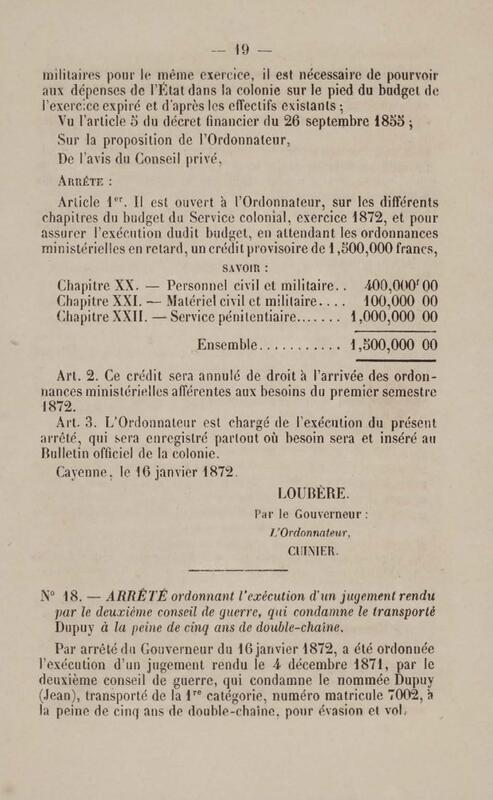 — 19 —
militaires pour le même exercice, il est nécessaire de pourvoir
aux dépenses de l'État dans la colonie sur le pied du budget de
l'exercice expiré et d'après les effectifs existants ;
Vu l'article 5 du décret financier du 26 septembre 1855 ;
Sur la proposition de l'Ordonnateur,
De l'avis du Conseil privé,
ARRÊTE :
Article 1er. Il est ouvert à l'Ordonnateur, sur les différents
chapitres du budget du Service colonial, exercice 1872, et pour
assurer l'exécution dudit budget, en attendant les ordonnances
ministérielles en retard, un crédit provisoire de 1,500,000 francs,
SAVOIR :
Chapitre XX. — Personnel civil et militaire.. 400,000f 00
Chapitre XXI. — Matériel civil et militaire.... 100,000 00
Chapitre XXII. — Service pénitentiaire....... 1,000,000 00
Ensemble........... 1,500,000 00
Art. 2. Ce crédit sera annulé de droit à l'arrivée des ordon-
nances ministérielles afférentes aux besoins du premier semestre
1872.
Art. 3. L'Ordonnateur est chargé de l'exécution du présent
arrêté, qui sera enregistré partout où besoin sera et inséré au
Bulletin officiel de la colonie.
Cayenne, le 16 janvier 1872.
LOUBÈRE.
Par le Gouverneur :
L'Ordonnateur,
CUINIER.
N° 18. — ARRÊTÉ ordonnant l'exécution d'un jugement rendu
par le deuxième conseil de guerre, qui condamne le transporté
Dupuy à la peine de cinq ans de double-chaîne.
Par arrêté du Gouverneur du 16 janvier 1872, a été ordonnée
l'exécution d'un jugement rendu le 4 décembre 1871, par le
deuxième conseil de guerre, qui condamne le nommée Dupuy
(Jean), transporté de la 1re catégorie, numéro matricule 7002, à
la peine de cinq ans de double-chaîne, pour évasion et vol.